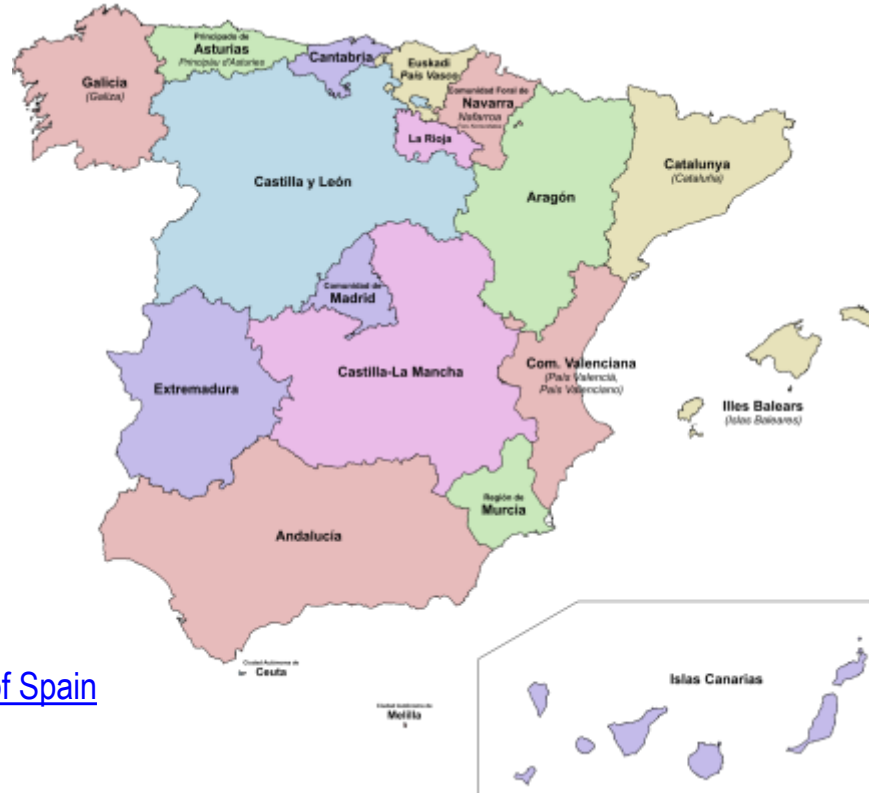 Principado de
Asturias
Principáu d'Asturies
Cantabria
Euskadi
País Vasco
Galicia
(Galiza)
Comunidad Foral de
Navarra
Nafarroa
La Rioja
Catalunya
(Cataluña)
Castilla y León
Aragón
Comunidad de
Madrid
Com. Valenciana
(País Valencià,
País Valenciano)
Castilla-La Mancha
Extremadura
Illes Balears
(Islas Baleares)
Región de
Murcia
Andalucía
Ciudad Autónoma de
Ceuta
of Spain
Islas Canarias
Ciudad Autónoma de
Melilla